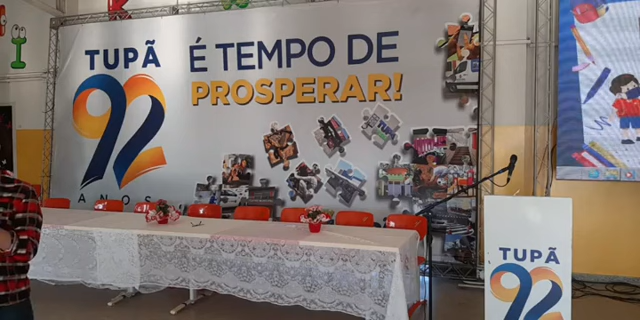 TUPÃ
92
ANOS
É TEMPO DE
PROSPERAR!
TUPÃ
92